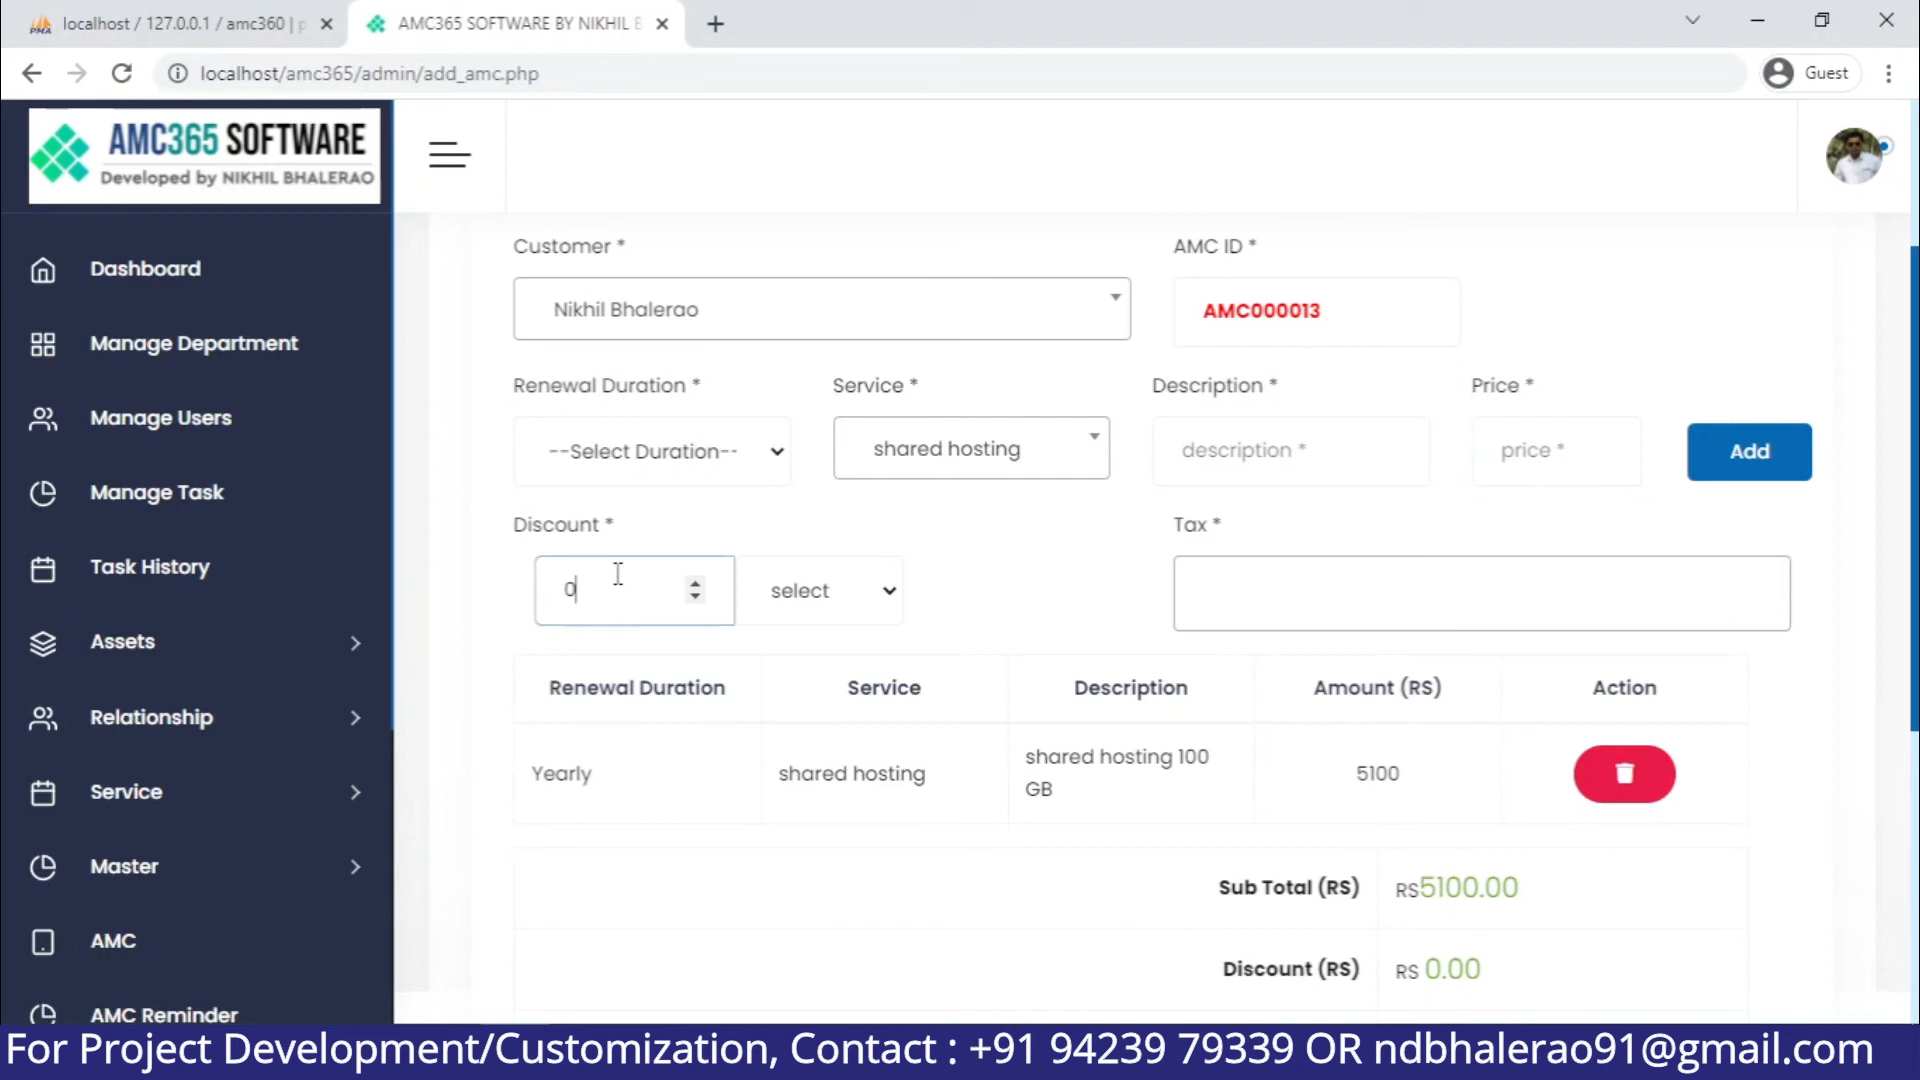 localhost / 127.0.0.1 / amc360 | p
AMC365 SOFTWARE BY NIKHIL B
localhost/amc365/admin/add_amc.php
Guest
AMC365 SOFTWARE
Developed by NIKHIL BHALERAO
Dashboard
Manage Department
Manage Users
Manage Task
Task History
Assets
Relationship
Service
Master
AMC
AMC Reminder
Customer *
AMC ID *
Nikhil Bhalerao
AMC000013
Renewal Duration *
Service *
Description *
Price *
--Select Duration--
shared hosting
description *
price *
Add
Discount *
Tax *
0
select
Renewal Duration
Service
Description
Amount (RS)
Action
Yearly
shared hosting
shared hosting 100
GB
5100
Sub Total (RS)
RS5100.00
Discount (RS)
RS 0.00
For Project Development/Customization, Contact : +91 94239 79339 OR ndbhalerao91@gmail.com